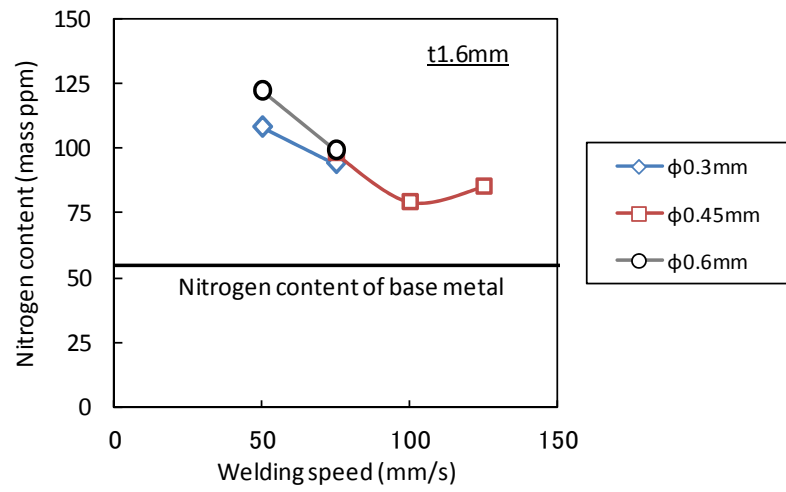 150
125
100
75
50
25
0
Nitrogen content (mass ppm)
t1.6mm
Nitrogen content of base metal
0
50
100
150
Welding speed (mm/s)
ϕ0.3mm
ϕ0.45mm
ϕ0.6mm